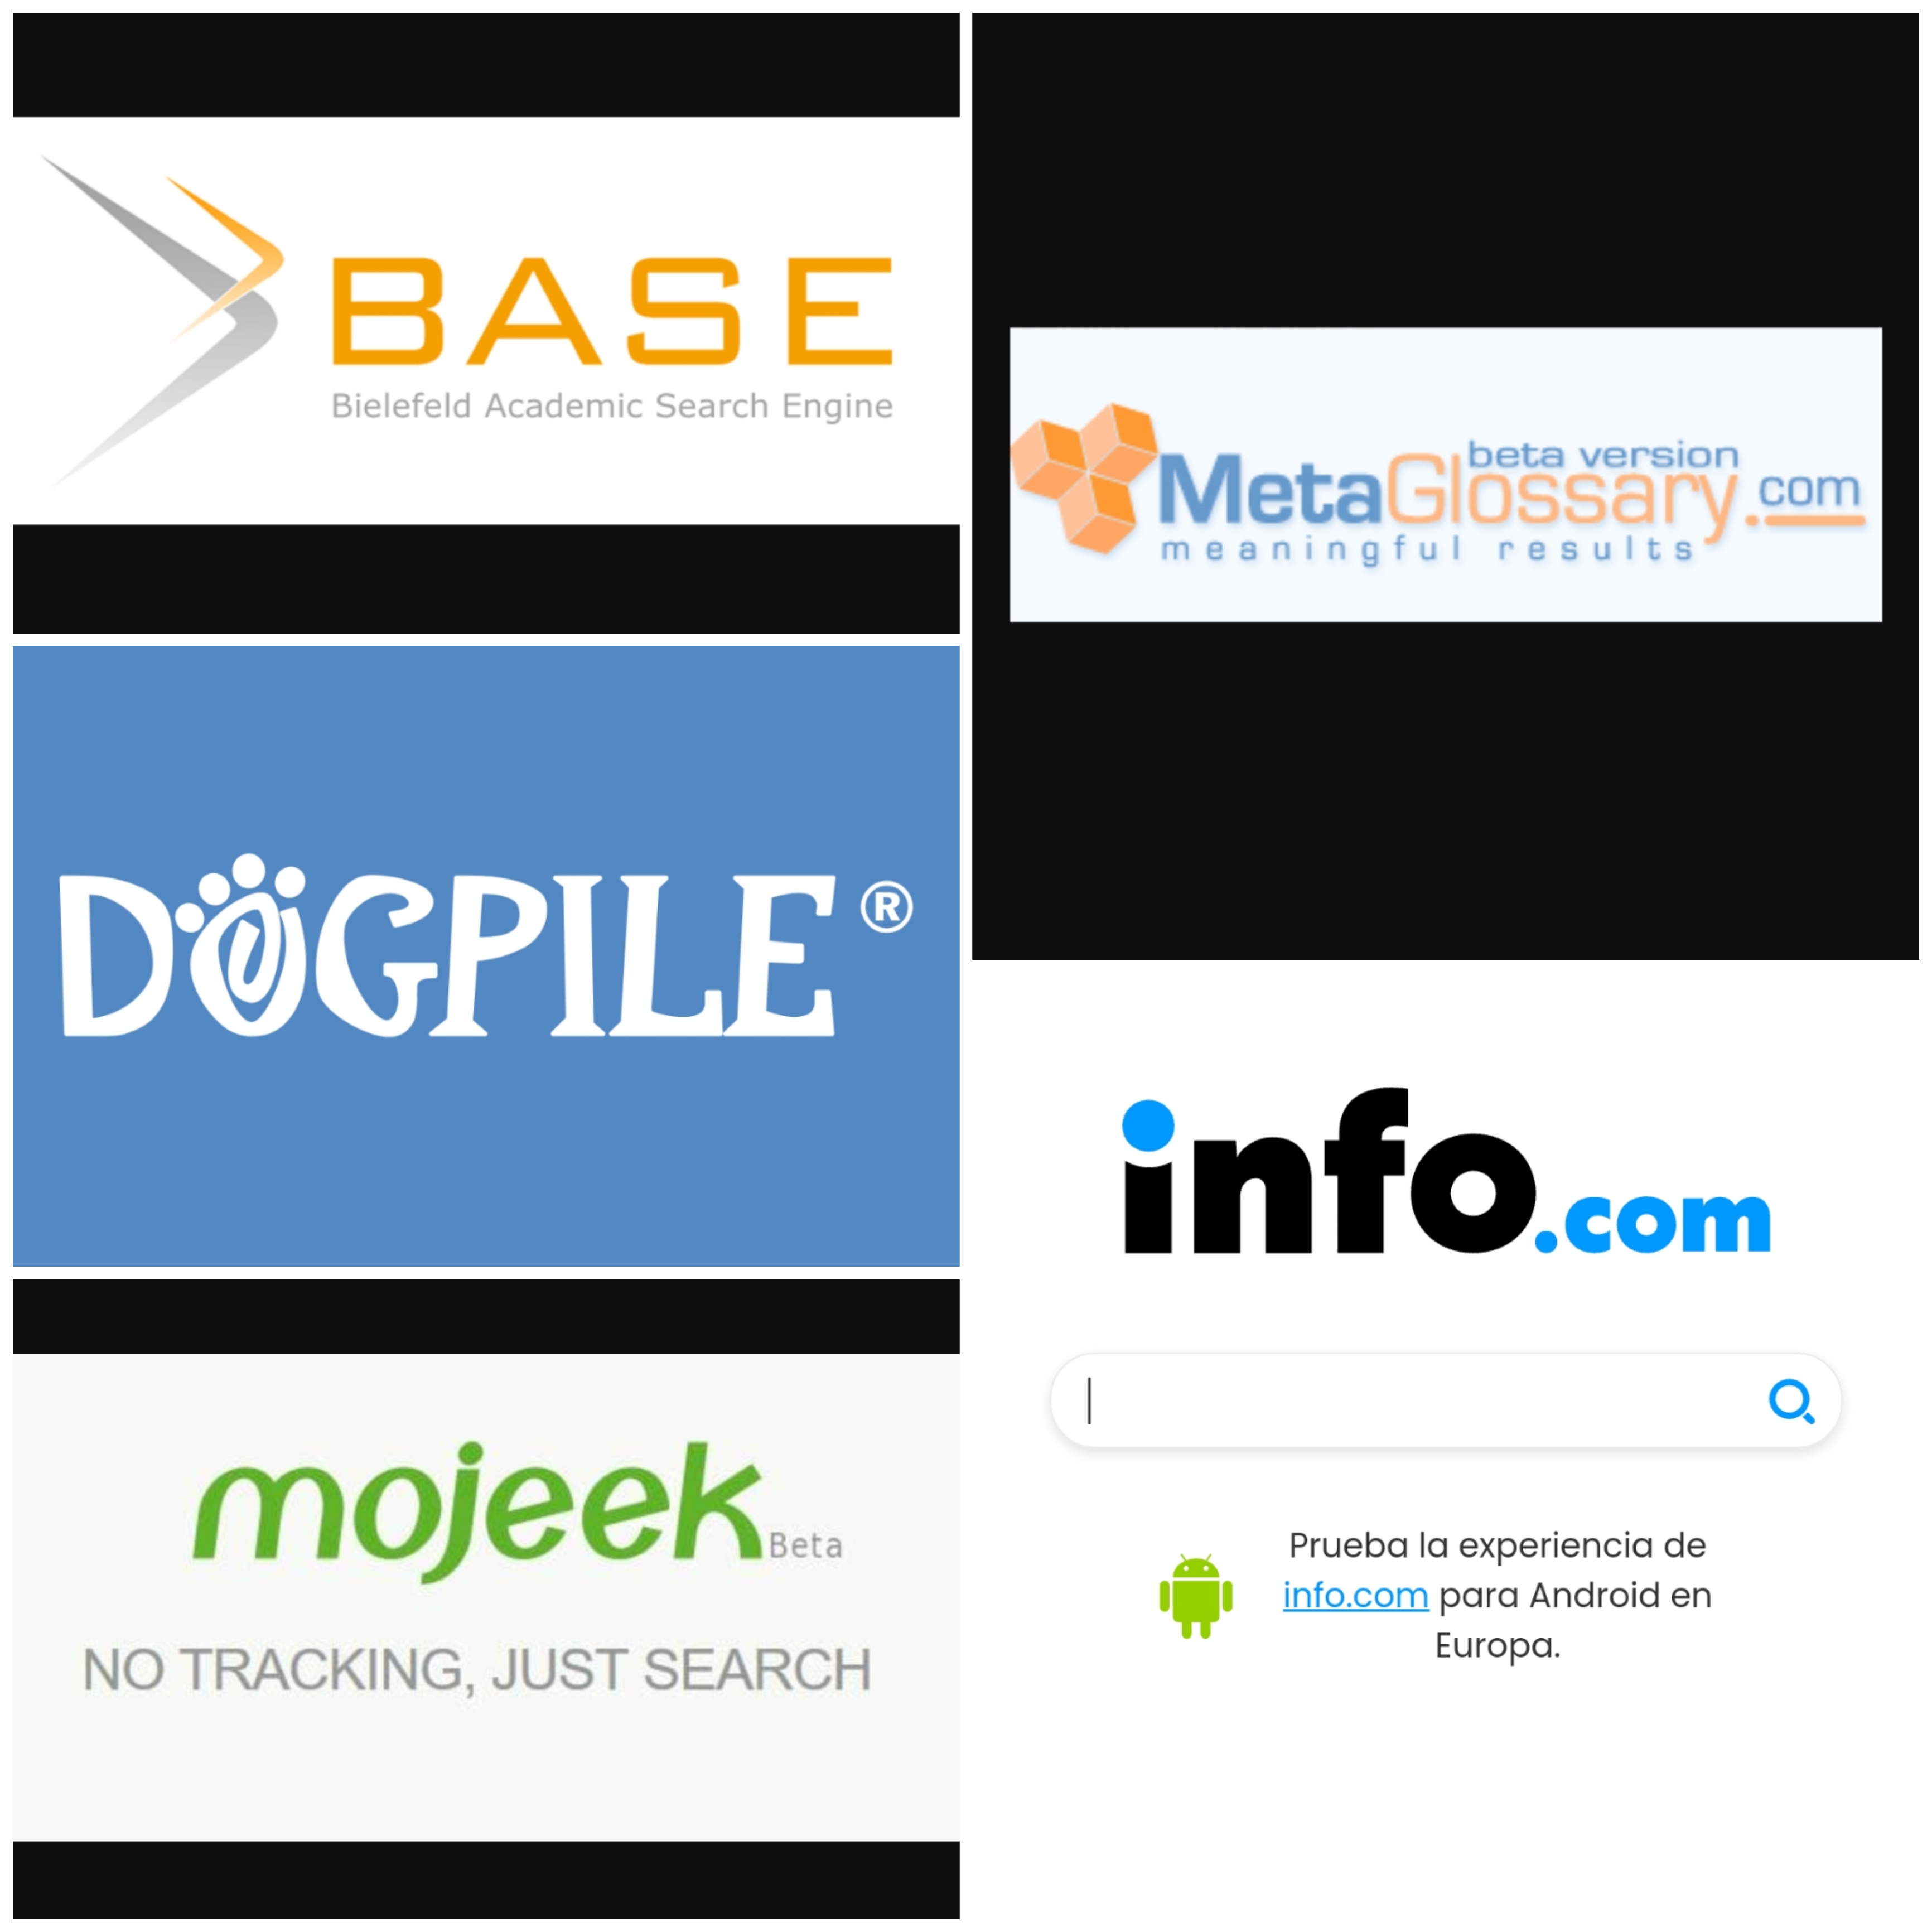 BASE
Bielefeld Academic Search Engine
DOGPILE®
mojeek Beta
NO TRACKING, JUST SEARCH
beta version
MetaGlossary.com
meaningful results
info.com
Prueba la experiencia de
info.com para Android en
Europa.